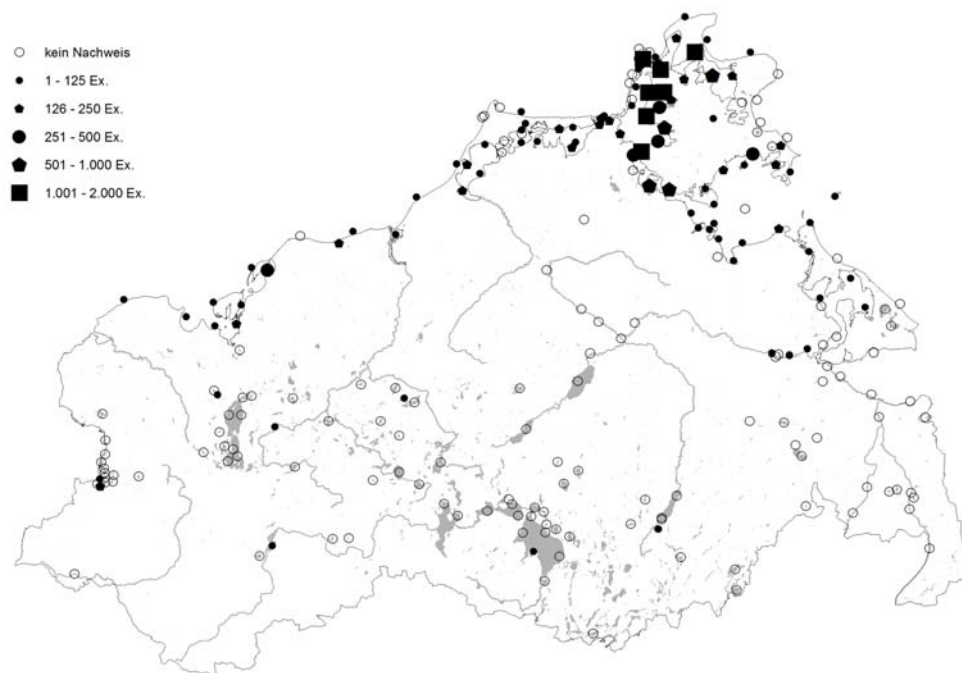 kein Nachweis
1 - 125 Ex.
126 - 250 Ex.
251 - 500 Ex.
501 - 1.000 Ex.
1.001 - 2.000 Ex.